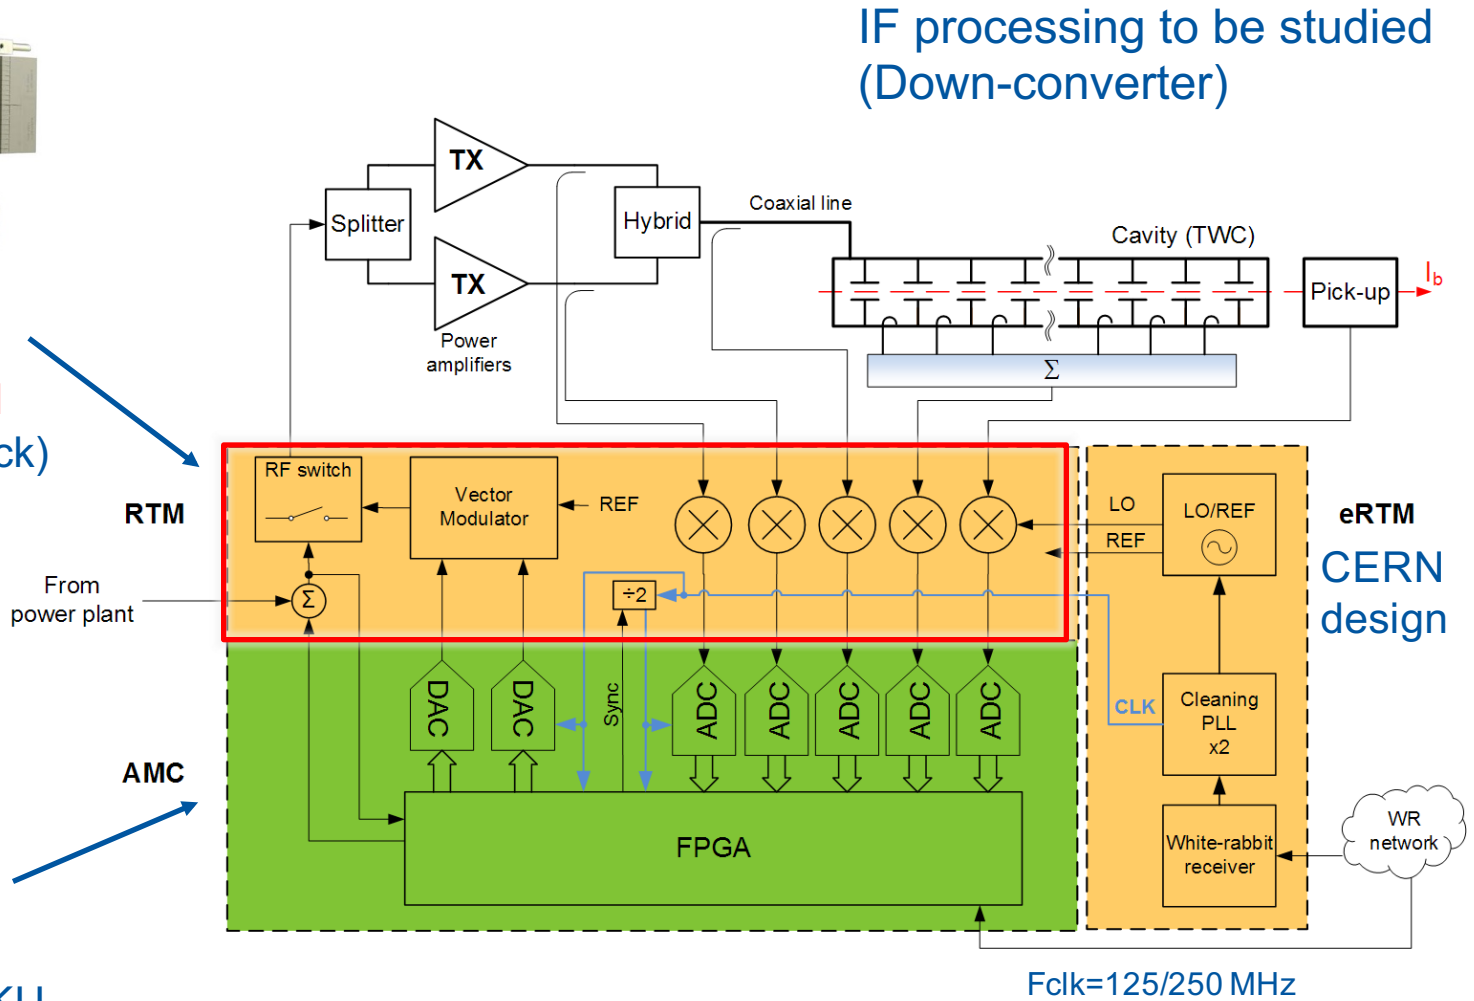 IF processing to be studied
(Down-converter)
TX
Splitter
Hybrid
Coaxial line
Cavity (TWC)
TX
Pick-up
I_b
Power
amplifiers
Σ
ck)
RTM
RF switch
Vector
Modulator
REF
LO
REF
LO/REF
eRTM
CERN
design
From
power plant
Σ
÷2
DAC
DAC
Sync
ADC
ADC
ADC
ADC
ADC
CLK
Cleaning
PLL
x2
AMC
FPGA
White-rabbit
receiver
WR
network
Fclk=125/250 MHz